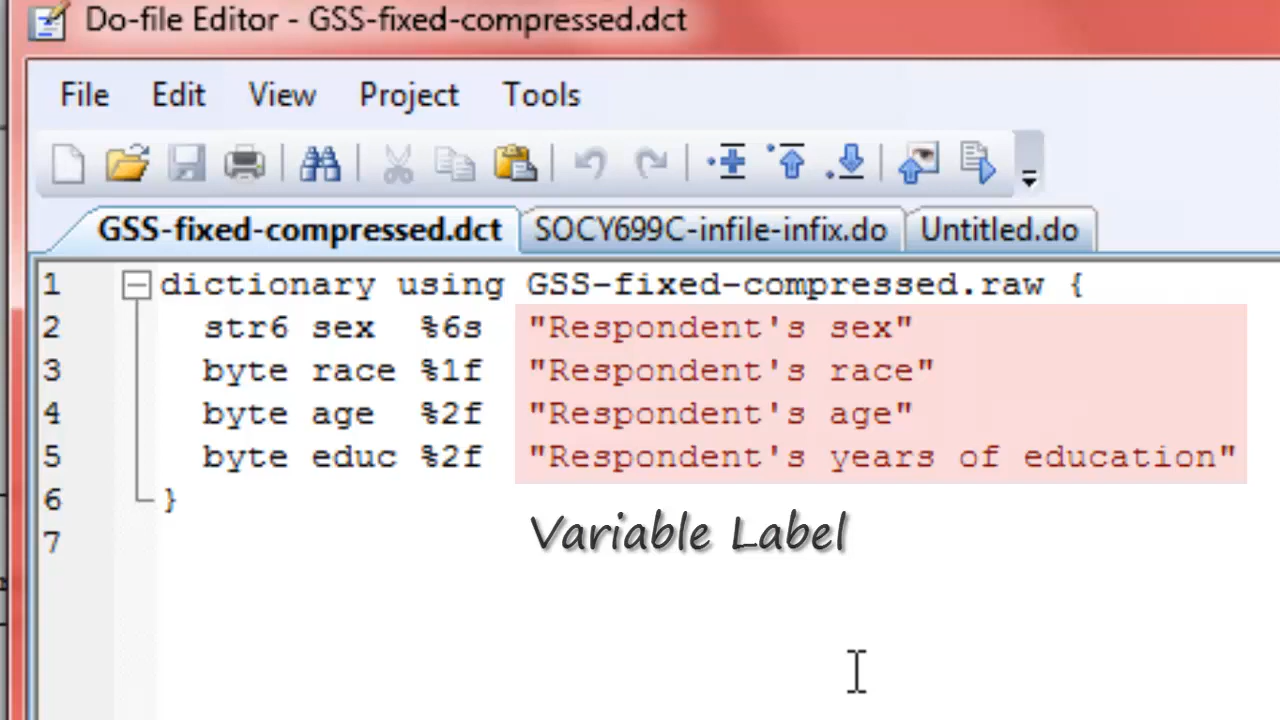 Do-file Editor - GSS-fixed-compressed.dct
File Edit View Project Tools
GSS-fixed-compressed.dct SOCY699C-infile-infix.do Untitled.do
1 dictionary using GSS-fixed-compressed.raw {
2 str6 sex %6s "Respondent's sex"
3 byte race %1f "Respondent's race"
4 byte age %2f "Respondent's age"
5 byte educ %2f "Respondent's years of education"
6 }
7
Variable Label